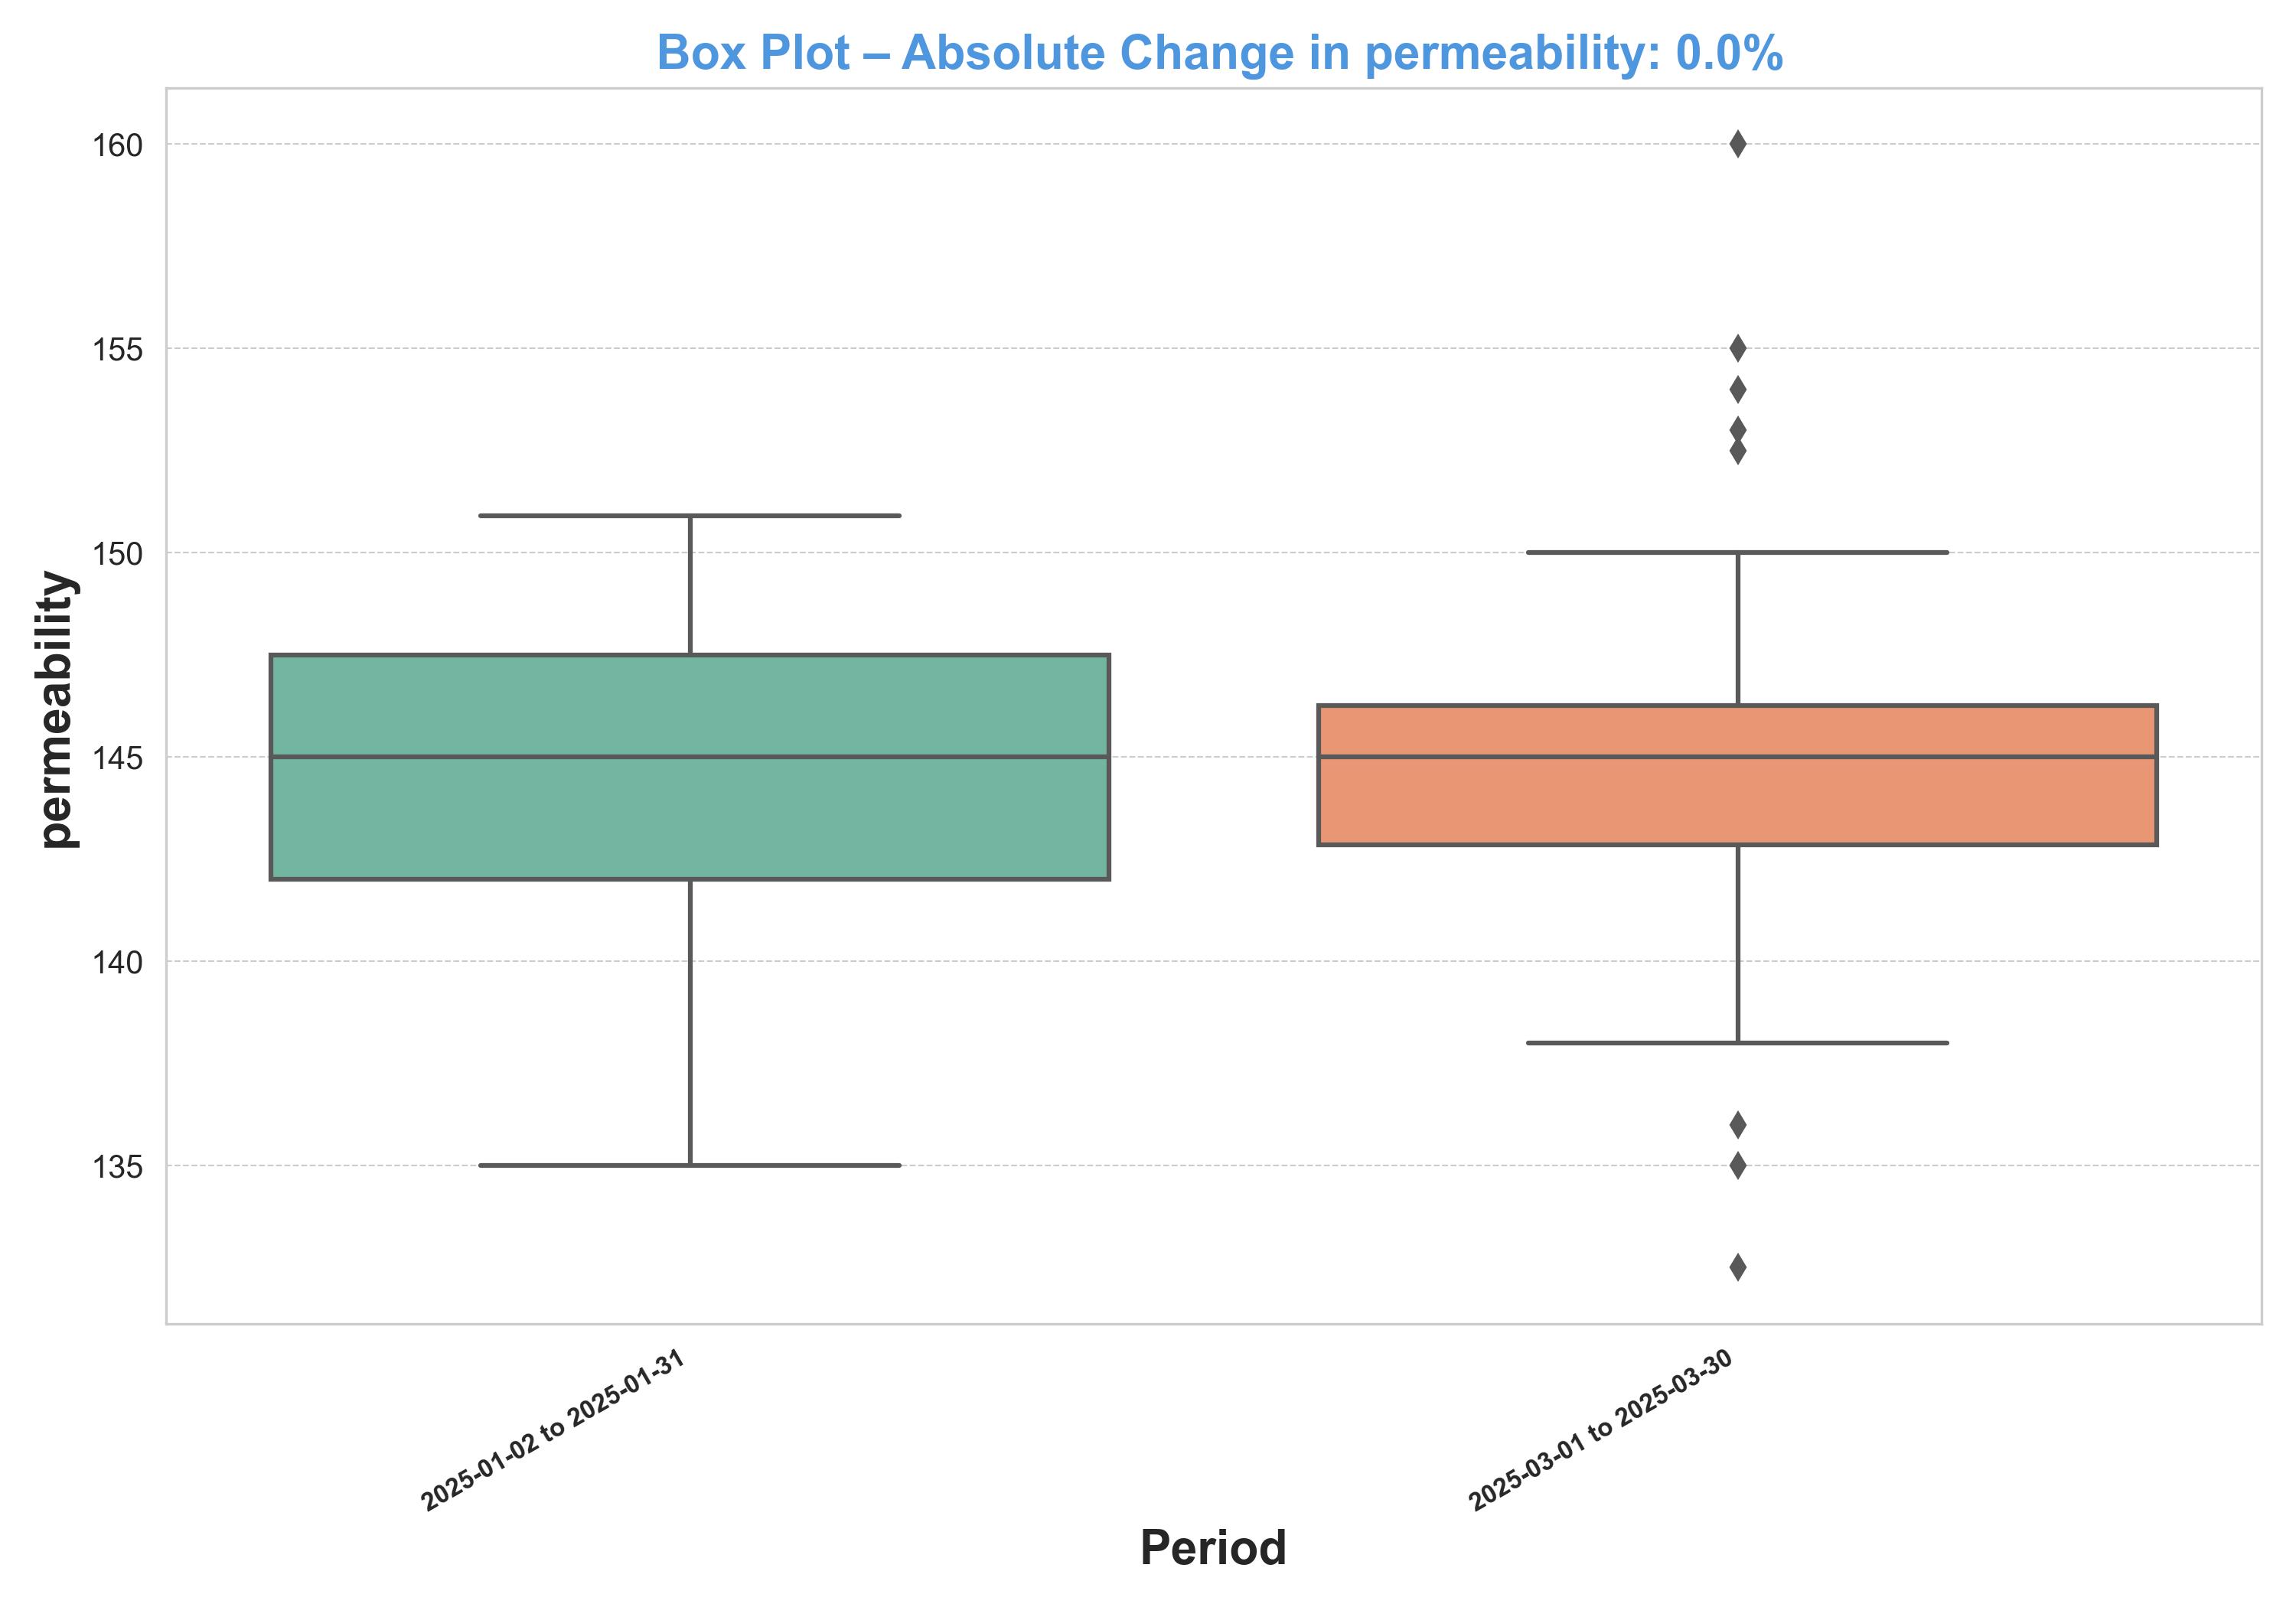 Box Plot – Absolute Change in permeability: 0.0%
160
155
150
145
140
135
permeability
2025-01-02 to 2025-01-31
2025-03-01 to 2025-03-30
Period